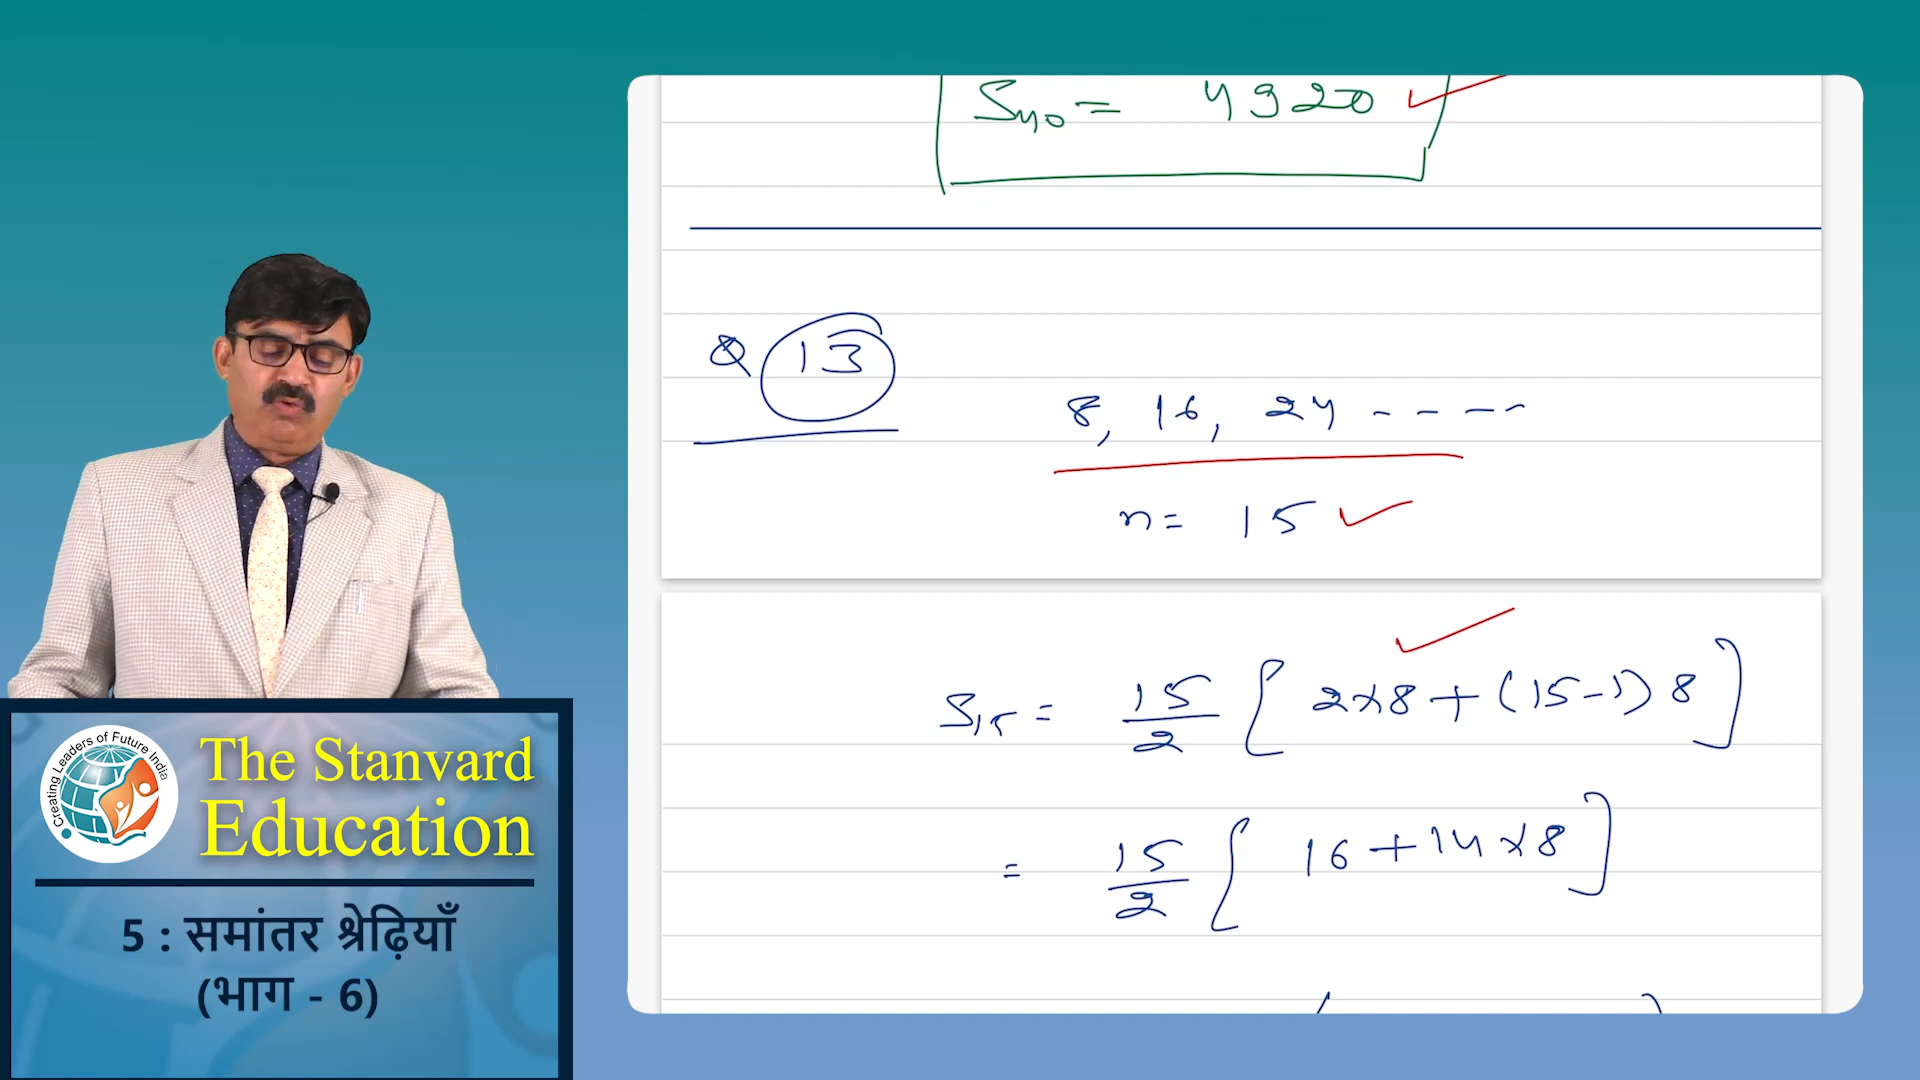 S₄₀ = 4920
Q 13
8, 16, 24 - - - -
n = 15
S₁₅ = 15/2 [ 2×8 + (15-1) 8 ]
= 15/2 [ 16 + 14 × 8 ]
Creating Leaders of Future India
The Stanvard
Education
5 : समांतर श्रेढ़ियाँ
(भाग - 6)